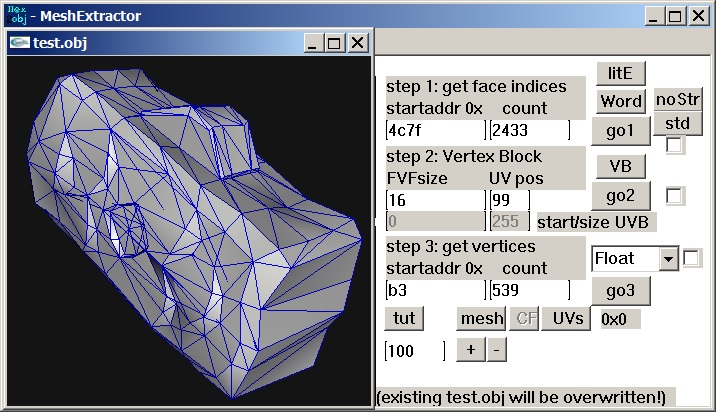 Hex
obj - MeshExtractor
test.obj
litE
step 1: get face indices
startaddr 0x count
Word noStr
4c7f 2433 go1 std
step 2: Vertex Block
VB
FVFsize UV pos
16 99 go2
0 255 start/size UVB
step 3: get vertices
Float
startaddr 0x count
b3 539 go3
tut mesh CF UVs 0x0
100 + -
(existing test.obj will be overwritten!)